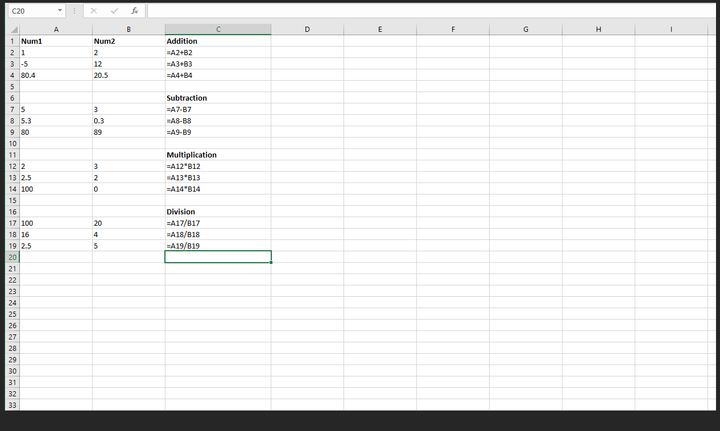 C20 fx
A B C D E F G H I
1 Num1 Num2 Addition
2 1 2 =A2+B2
3 -5 12 =A3+B3
4 80.4 20.5 =A4+B4
5
6 Subtraction
7 5 3 =A7-B7
8 5.3 0.3 =A8-B8
9 80 89 =A9-B9
10
11 Multiplication
12 2 3 =A12*B12
13 2.5 2 =A13*B13
14 100 0 =A14*B14
15
16 Division
17 100 20 =A17/B17
18 16 4 =A18/B18
19 2.5 5 =A19/B19
20
21
22
23
24
25
26
27
28
29
30
31
32
33